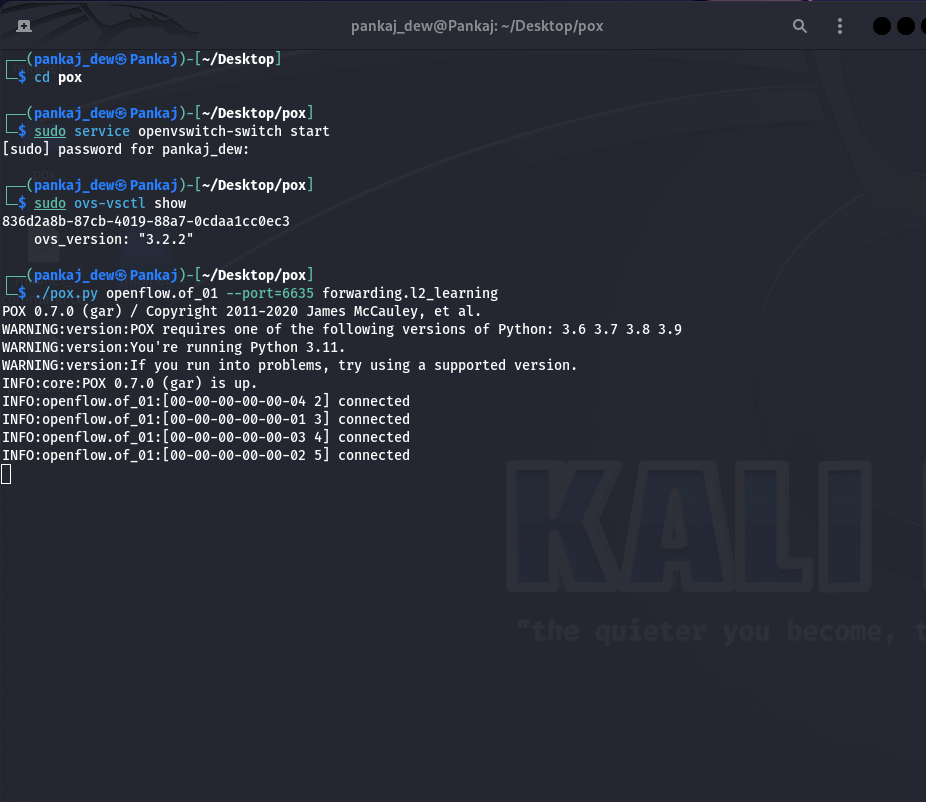 pankaj_dew@Pankaj: ~/Desktop/pox
┌──(pankaj_dew㉿Pankaj)-[~/Desktop]
└─$ cd pox
┌──(pankaj_dew㉿Pankaj)-[~/Desktop/pox]
└─$ sudo service openvswitch-switch start
[sudo] password for pankaj_dew:
┌──(pankaj_dew㉿Pankaj)-[~/Desktop/pox]
└─$ sudo ovs-vsctl show
836d2a8b-87cb-4019-88a7-0cdaa1cc0ec3
    ovs_version: "3.2.2"
┌──(pankaj_dew㉿Pankaj)-[~/Desktop/pox]
└─$ ./pox.py openflow.of_01 --port=6635 forwarding.l2_learning
POX 0.7.0 (gar) / Copyright 2011-2020 James McCauley, et al.
WARNING:version:POX requires one of the following versions of Python: 3.6 3.7 3.8 3.9
WARNING:version:You're running Python 3.11.
WARNING:version:If you run into problems, try using a supported version.
INFO:core:POX 0.7.0 (gar) is up.
INFO:openflow.of_01:[00-00-00-00-00-04 2] connected
INFO:openflow.of_01:[00-00-00-00-00-01 3] connected
INFO:openflow.of_01:[00-00-00-00-00-03 4] connected
INFO:openflow.of_01:[00-00-00-00-00-02 5] connected
KALI
"the quieter you become,